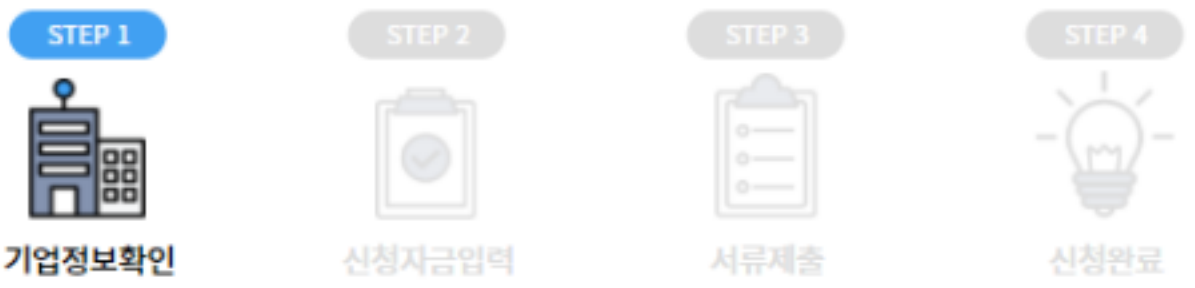 STEP 1
STEP 2
STEP 3
STEP 4
기업정보확인
신청자금입력
서류제출
신청완료